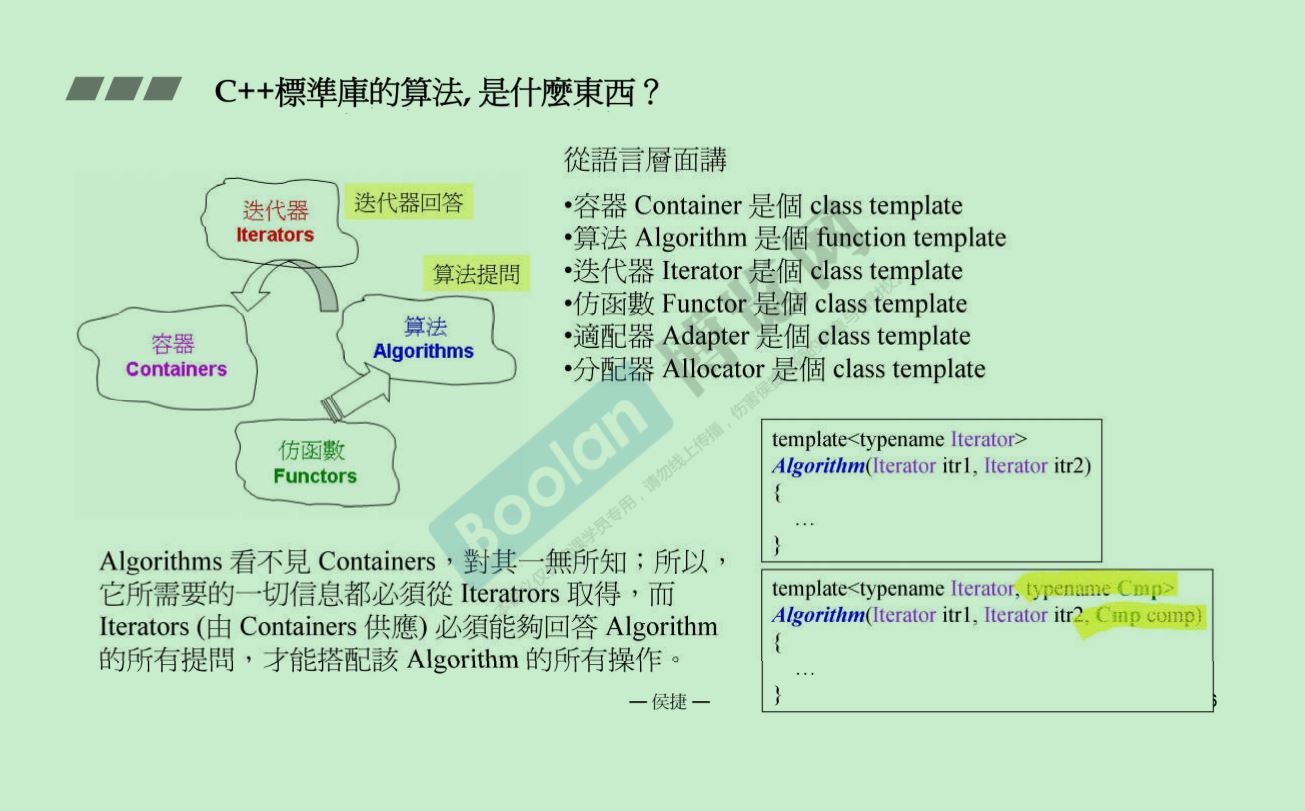 C++標準庫的算法, 是什麼東西？
從語言層面講
•容器 Container 是個 class template
•算法 Algorithm 是個 function template
•迭代器 Iterator 是個 class template
•仿函數 Functor 是個 class template
•適配器 Adapter 是個 class template
•分配器 Allocator 是個 class template
迭代器
Iterators
迭代器回答
算法提問
容器
Containers
算法
Algorithms
仿函數
Functors
template<typename Iterator>
Algorithm(Iterator itr1, Iterator itr2)
{
…
}
template<typename Iterator, typename Cmp>
Algorithm(Iterator itr1, Iterator itr2, Cmp comp)
{
…
}
Algorithms 看不見 Containers，對其一無所知；所以，
它所需要的一切信息都必須從 Iteratrors 取得，而
Iterators (由 Containers 供應) 必須能夠回答 Algorithm
的所有提問，才能搭配該 Algorithm 的所有操作。
— 侯捷 —
Boolan
博览网